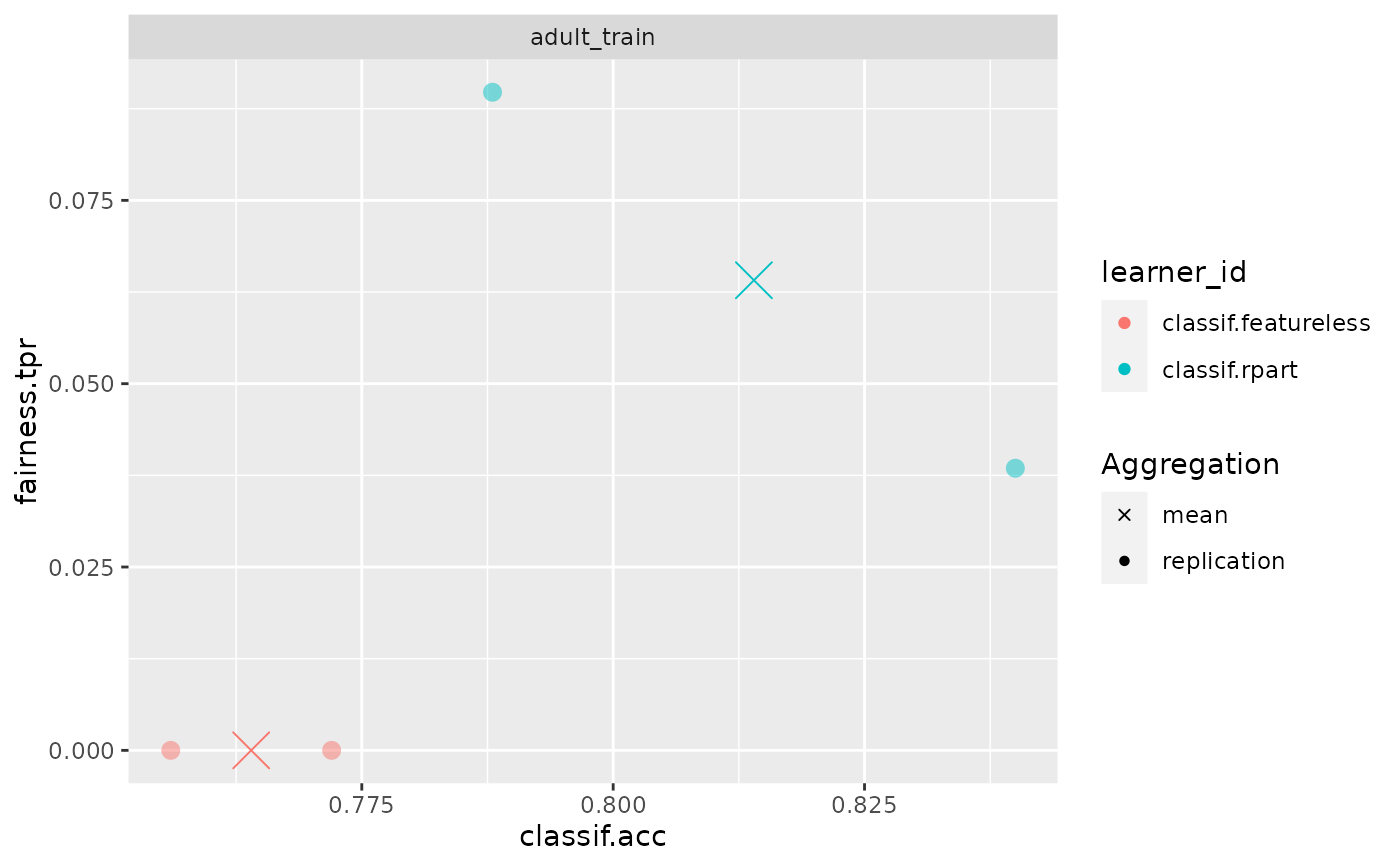 adult_train
0.075
0.050
0.025
0.000
fairness.tpr
0.775 0.800 0.825
classif.acc
learner_id
classif.featureless
classif.rpart
Aggregation
mean
replication